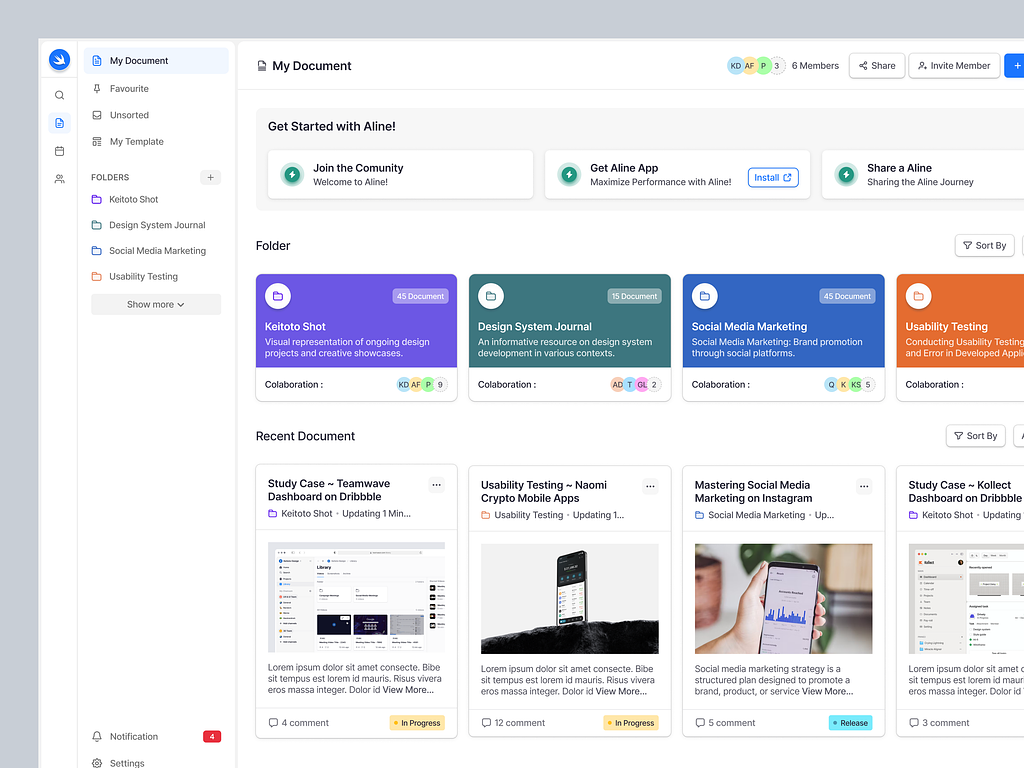 My Document
Favourite
Unsorted
My Template
FOLDERS
+
Keitoto Shot
Design System Journal
Social Media Marketing
Usability Testing
Show more
Notification
4
Settings
My Document
KD AF P 3 6 Members
Share
Invite Member
+
Get Started with Aline!
Join the Comunity
Welcome to Aline!
Get Aline App
Maximize Performance with Aline!
Install
Share a Aline
Sharing the Aline Journey
Folder
Sort By
45 Document
Keitoto Shot
Visual representation of ongoing design
projects and creative showcases.
Colaboration :
KD AF P 9
15 Document
Design System Journal
An informative resource on design system
development in various contexts.
Colaboration :
AD T GL 2
45 Document
Social Media Marketing
Social Media Marketing: Brand promotion
through social platforms.
Colaboration :
Q K KS 5
Usability Testing
Conducting Usability Testing
and Error in Developed
Colaboration :
Recent Document
Sort By
Study Case ~ Teamwave
Dashboard on Dribbble
Keitoto Shot • Updating 1 Min...
Library
Lorem ipsum dolor sit amet consecte. Bibe
sit temus est lorem id mauris. Risus vivera
eros massa integer. Dolor id View More...
4 comment
In Progress
Usability Testing ~ Naomi
Crypto Mobile Apps
Usability Testing • Updating 1...
Lorem ipsum dolor sit amet consecte. Bibe
sit temus est lorem id mauris. Risus vivera
eros massa integer. Dolor id View More...
12 comment
In Progress
Mastering Social Media
Marketing on Instagram
Social Media Marketing • Up...
Social media marketing strategy is a
structured plan designed to promote a
brand, product, or service View More...
5 comment
Release
Study Case ~ Kollect
Dashboard on Dribbble
Keitoto Shot • Updating
Lorem ipsum dolor sit amet
sit temus est lorem id mauris.
eros massa integer. Dolor id
3 comment